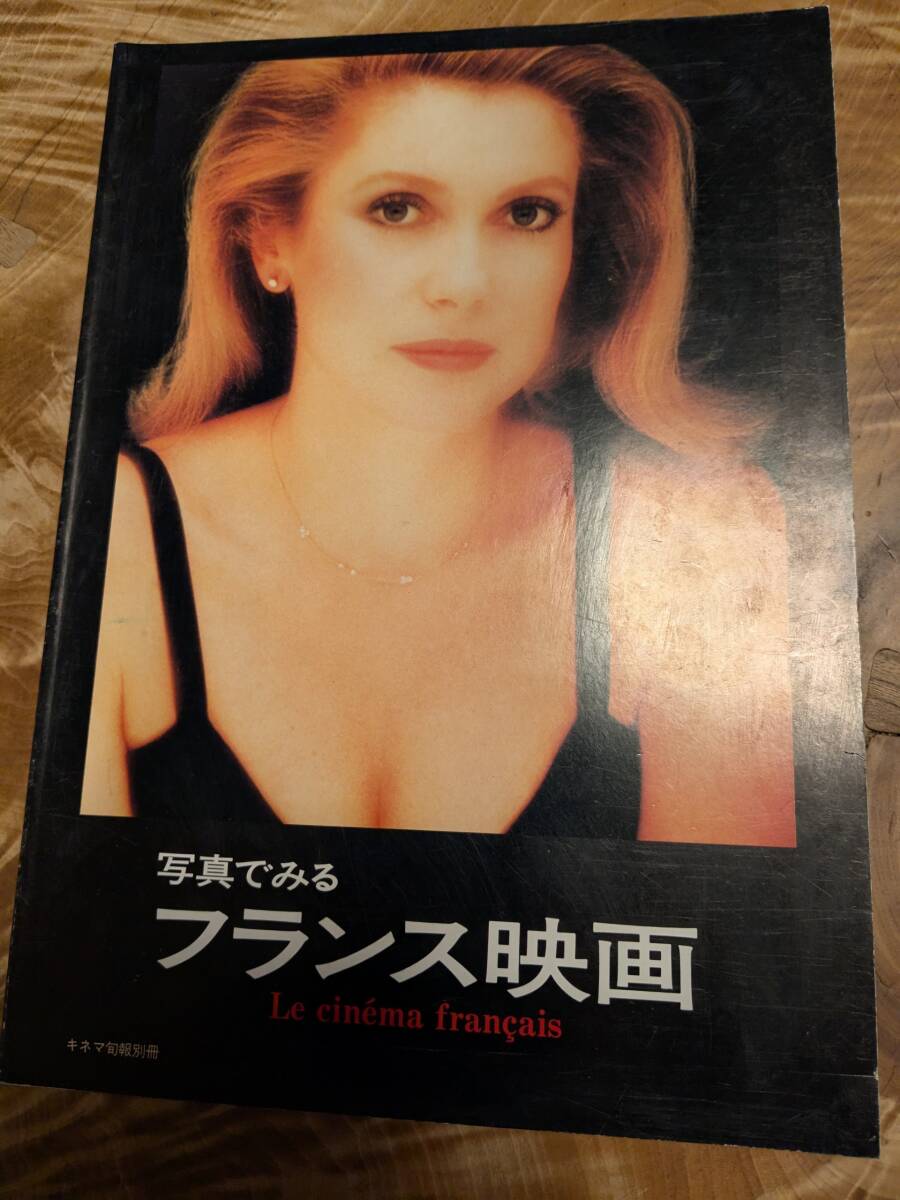 写真でみる
フランス映画
Le cinéma français
キネマ旬報別冊